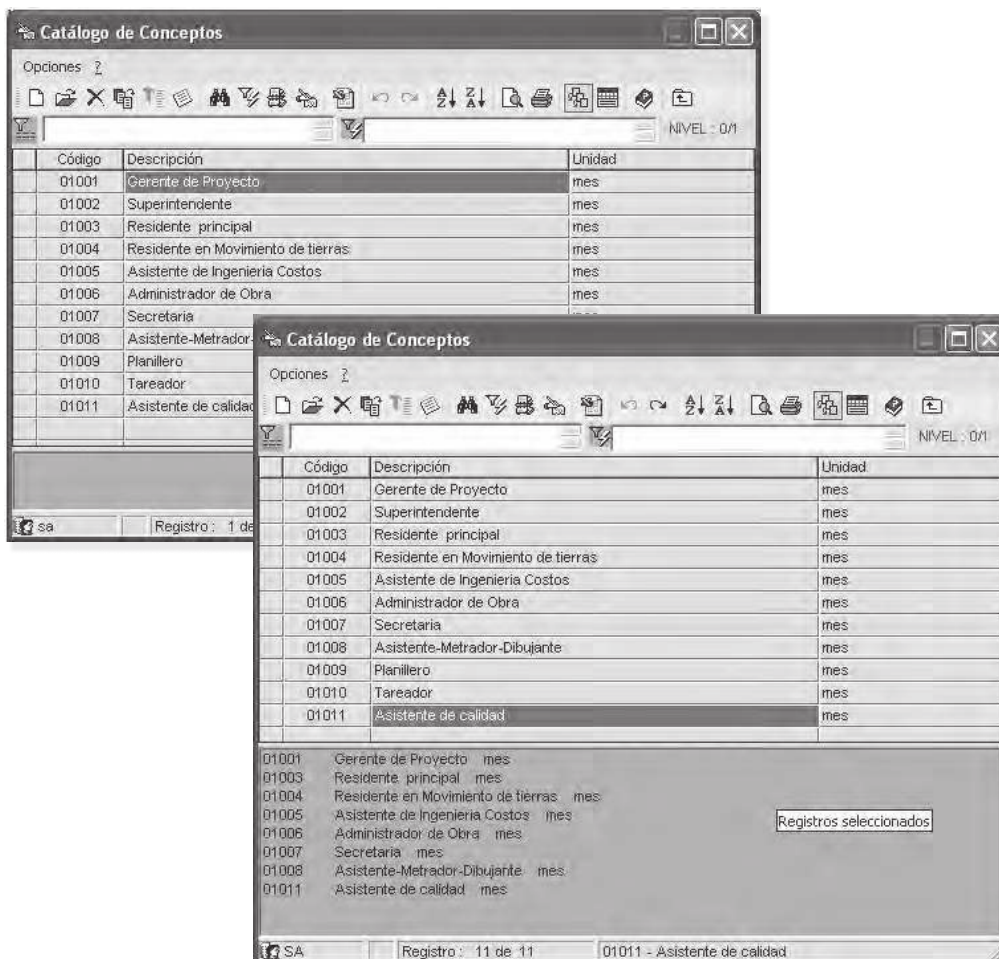 Catálogo de Conceptos
Opciones ?
NIVEL : 0/1
Código Descripción Unidad
01001 Gerente de Proyecto mes
01002 Superintendente mes
01003 Residente principal mes
01004 Residente en Movimiento de tierras mes
01005 Asistente de Ingenieria Costos mes
01006 Administrador de Obra mes
01007 Secretaria
01008 Asistente-Metrador-
01009 Planillero
01010 Tareador
01011 Asistente de calidad
sa Registro : 1 de
Catálogo de Conceptos
Opciones ?
NIVEL : 0/1
Código Descripción Unidad
01001 Gerente de Proyecto mes
01002 Superintendente mes
01003 Residente principal mes
01004 Residente en Movimiento de tierras mes
01005 Asistente de Ingenieria Costos mes
01006 Administrador de Obra mes
01007 Secretaria mes
01008 Asistente-Metrador-Dibujante mes
01009 Planillero mes
01010 Tareador mes
01011 Asistente de calidad mes
01001 Gerente de Proyecto mes
01003 Residente principal mes
01004 Residente en Movimiento de tierras mes
01005 Asistente de Ingenieria Costos mes
Registros seleccionados
01006 Administrador de Obra mes
01007 Secretaria mes
01008 Asistente-Metrador-Dibujante mes
01011 Asistente de calidad mes
SA Registro : 11 de 11 01011 - Asistente de calidad